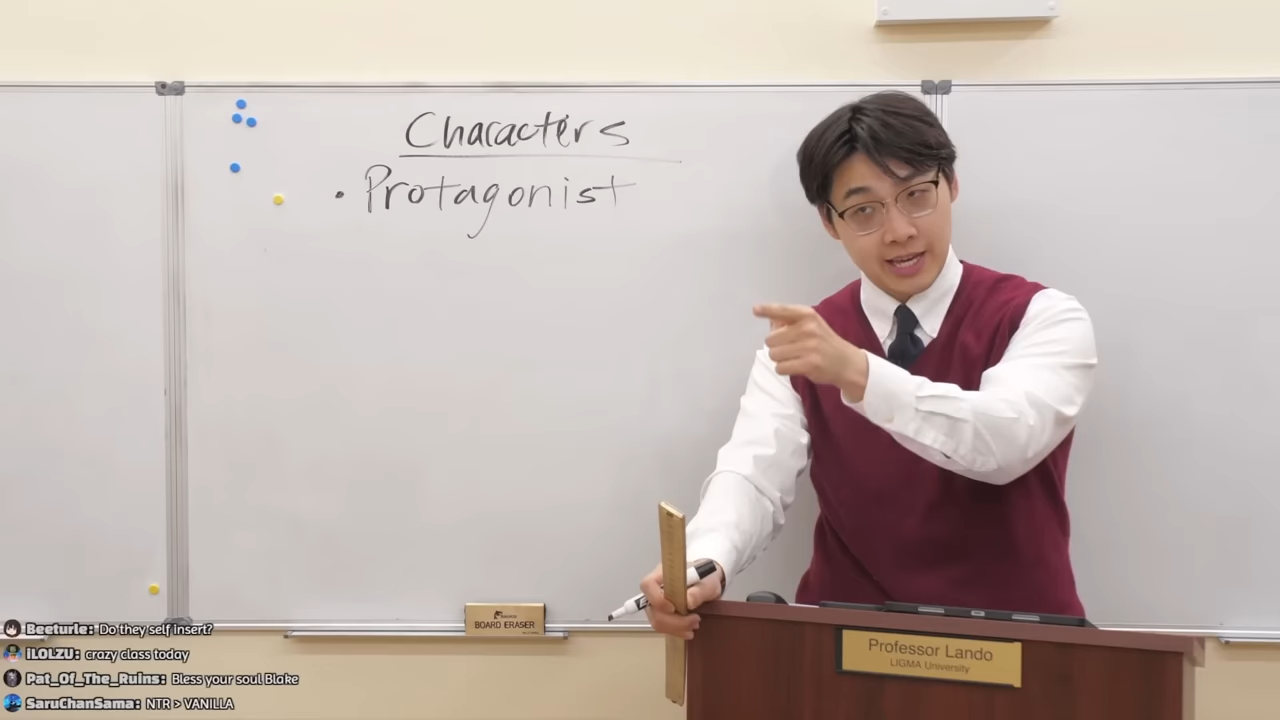 Characters
• Protagonist
BOARD ERASER
Professor Lando
LIGMA University
Beeturle: Do they self insert?
iLOLZU: crazy class today
Pat_Of_The_Ruins: Bless your soul Blake
SaruChanSama: NTR > VANILLA